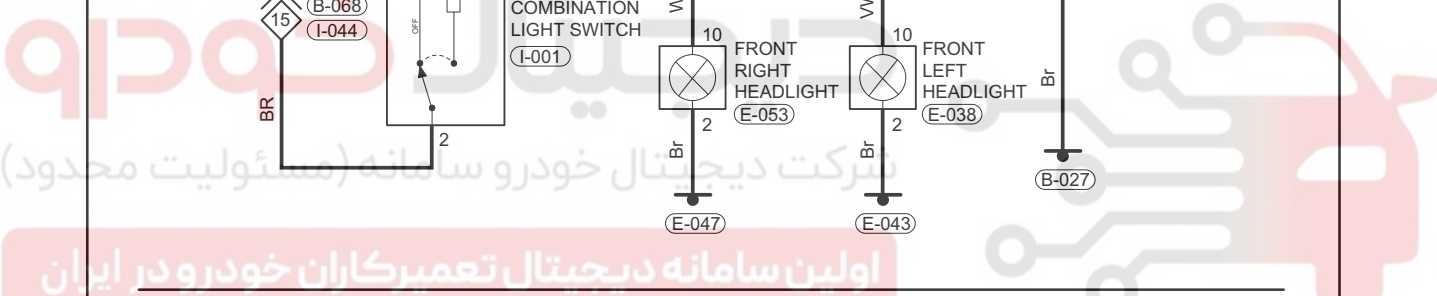 B-068
15
I-044
OFF
COMBINATION
LIGHT SWITCH
I-001
BR
2
10
FRONT
RIGHT
HEADLIGHT
E-053
2
Br
E-047
10
FRONT
LEFT
HEADLIGHT
E-038
2
Br
E-043
Br
B-027
دیجیتال خودرو
شرکت دیجیتال خودرو سامانه (مسئولیت محدود)
اولین سامانه دیجیتال تعمیرکاران خودرو در ایران